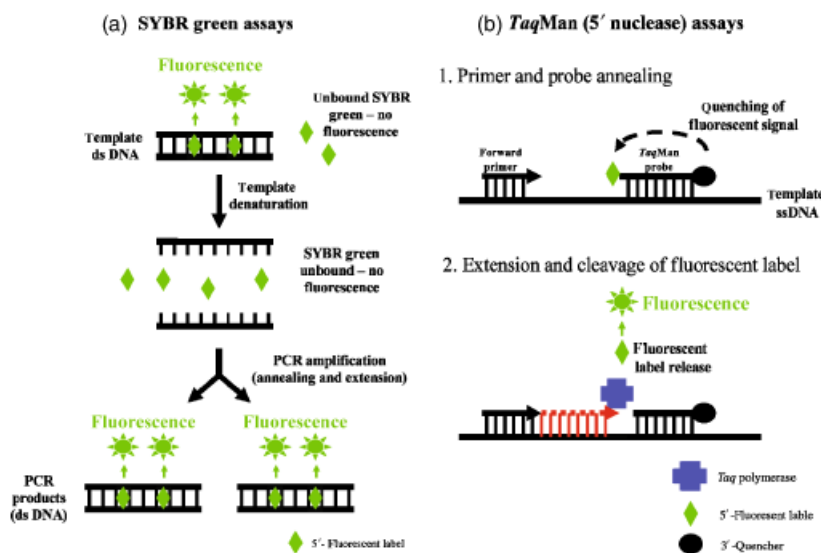 (a) SYBR green assays
Fluorescence
Unbound SYBR
green – no
fluorescence
Template
ds DNA
Template
denaturation
SYBR green
unbound – no
fluorescence
PCR amplification
(annealing and extension)
Fluorescence
Fluorescence
PCR
products
(ds DNA)
5′- Fluorescent label
(b) TaqMan (5′ nuclease) assays
1. Primer and probe annealing
Quenching of
fluorescent signal
Forward
primer
TaqMan
probe
Template
ssDNA
2. Extension and cleavage of fluorescent label
Fluorescence
Fluorescent
label release
Taq polymerase
5′-Fluoresent lable
3′-Quencher